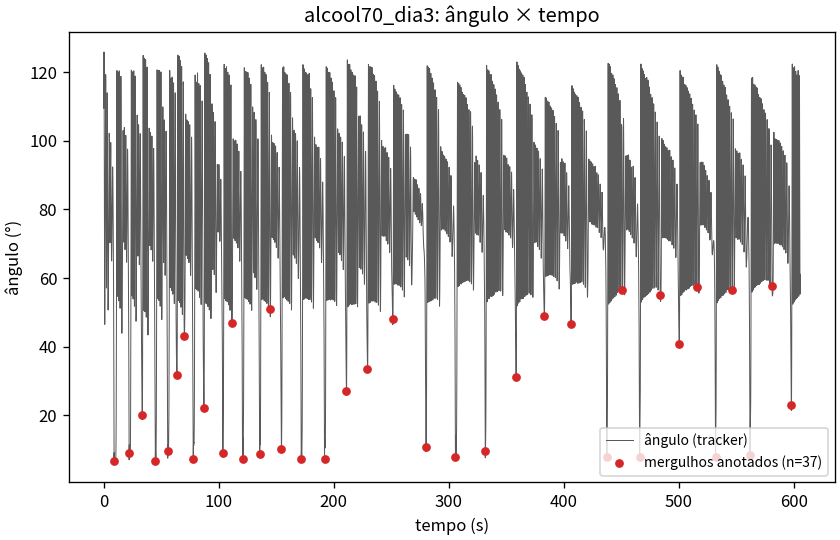 alcool70_dia3: ângulo × tempo
ângulo (°)
120
100
80
60
40
20
0 100 200 300 400 500 600
tempo (s)
ângulo (tracker)
mergulhos anotados (n=37)